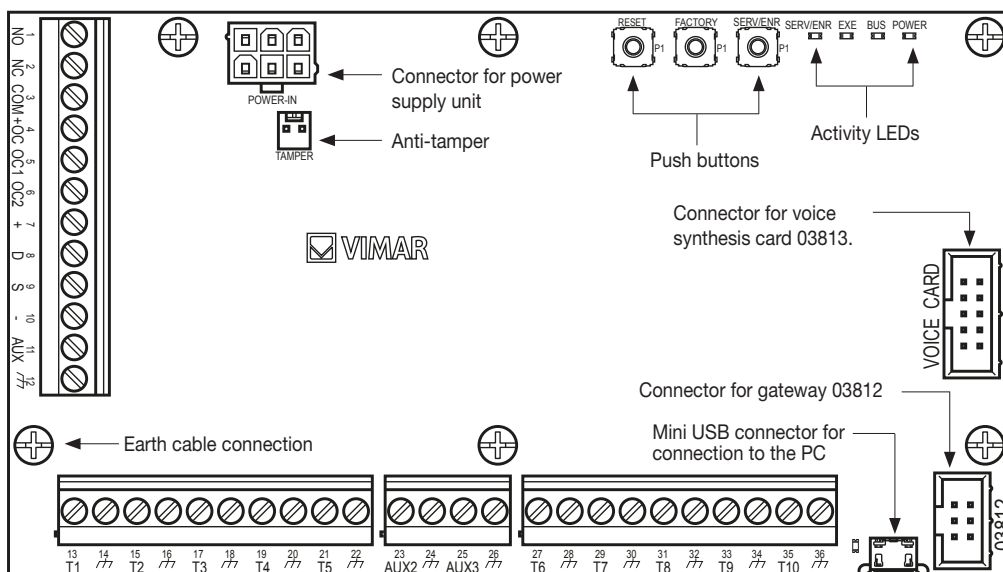 RESET FACTORY SERV/ENR SERV/ENR EXE BUS POWER
P1 P1 P1
1 NO
2 NC
3 COM
4 +OC
5 OC1
6 OC2
7 +
8 D
9 S
10 -
11 AUX
12
POWER-IN
Connector for power
supply unit
TAMPER
Anti-tamper
Push buttons
Activity LEDs
VIMAR
Connector for voice
synthesis card 03813.
VOICE CARD
Connector for gateway 03812
Earth cable connection
Mini USB connector for
connection to the PC
03812
13 14 15 16 17 18 19 20 21 22 23 24 25 26 27 28 29 30 31 32 33 34 35 36
T1 T2 T3 T4 T5 AUX2 AUX3 T6 T7 T8 T9 T10